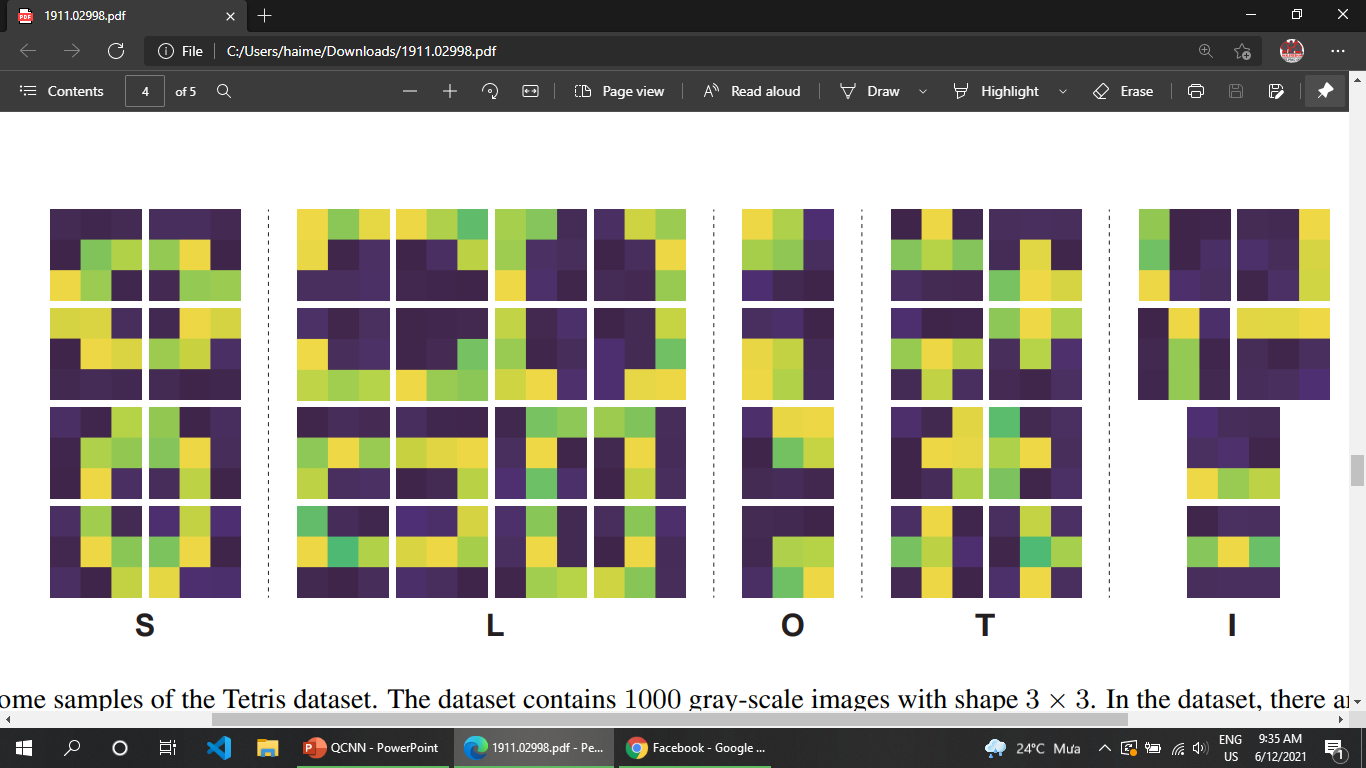 1911.02998.pdf
File C:/Users/haime/Downloads/1911.02998.pdf
Contents 4 of 5 Page view Read aloud Draw Highlight Erase
S L O T I
ome samples of the Tetris dataset. The dataset contains 1000 gray-scale images with shape 3 × 3. In the dataset, there a
QCNN - PowerPoint 1911.02998.pdf - Pe... Facebook - Google ... 24°C Mưa ENG 9:35 AM
US 6/12/2021 1